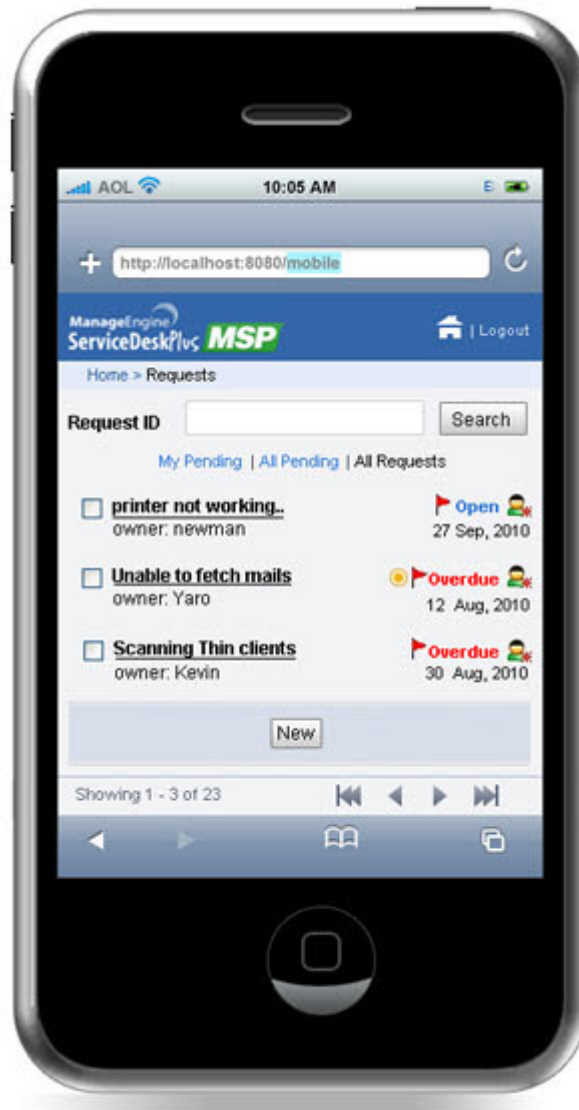 AOL 10:05 AM
http://localhost:8080/mobile
ManageEngine
ServiceDesk Plus MSP | Logout
Home > Requests
Request ID Search
My Pending | All Pending | All Requests
printer not working.. Open
owner: newman 27 Sep, 2010
Unable to fetch mails Overdue
owner: Yaro 12 Aug, 2010
Scanning Thin clients Overdue
owner: Kevin 30 Aug, 2010
New
Showing 1 - 3 of 23